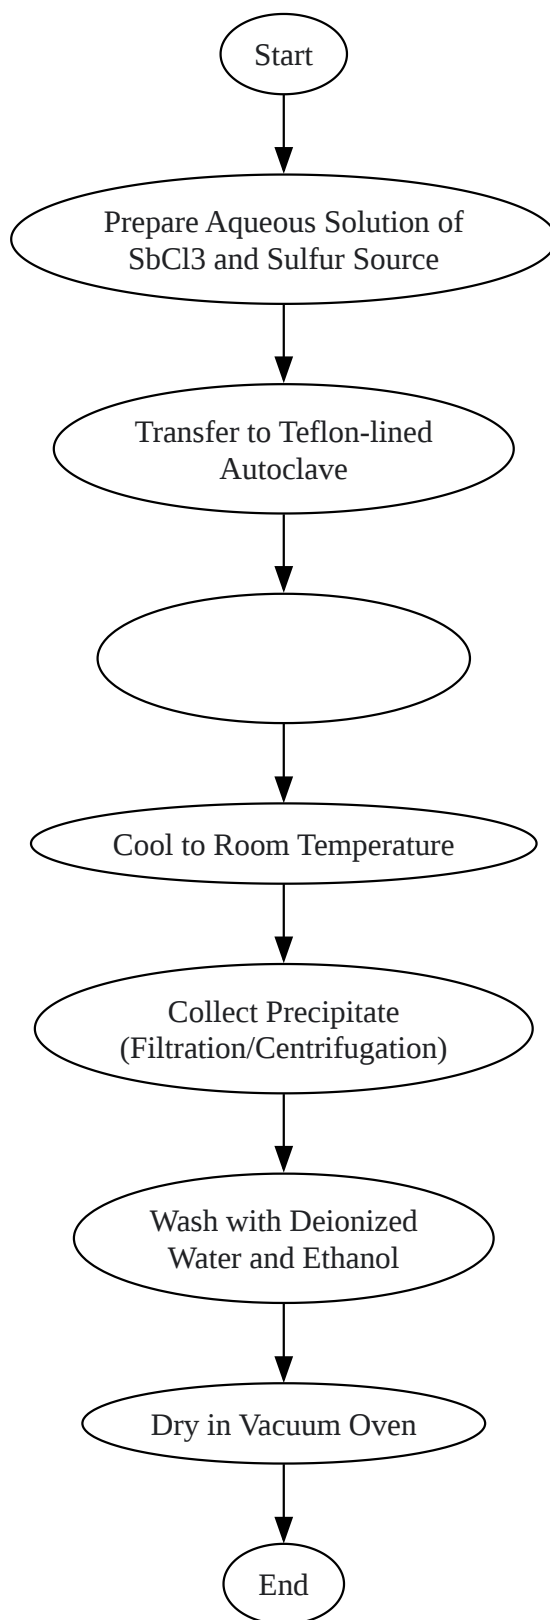 Start
Prepare Aqueous Solution of
SbCl3 and Sulfur Source
Transfer to Teflon-lined
Autoclave
Cool to Room Temperature
Collect Precipitate
(Filtration/Centrifugation)
Wash with Deionized
Water and Ethanol
Dry in Vacuum Oven
End